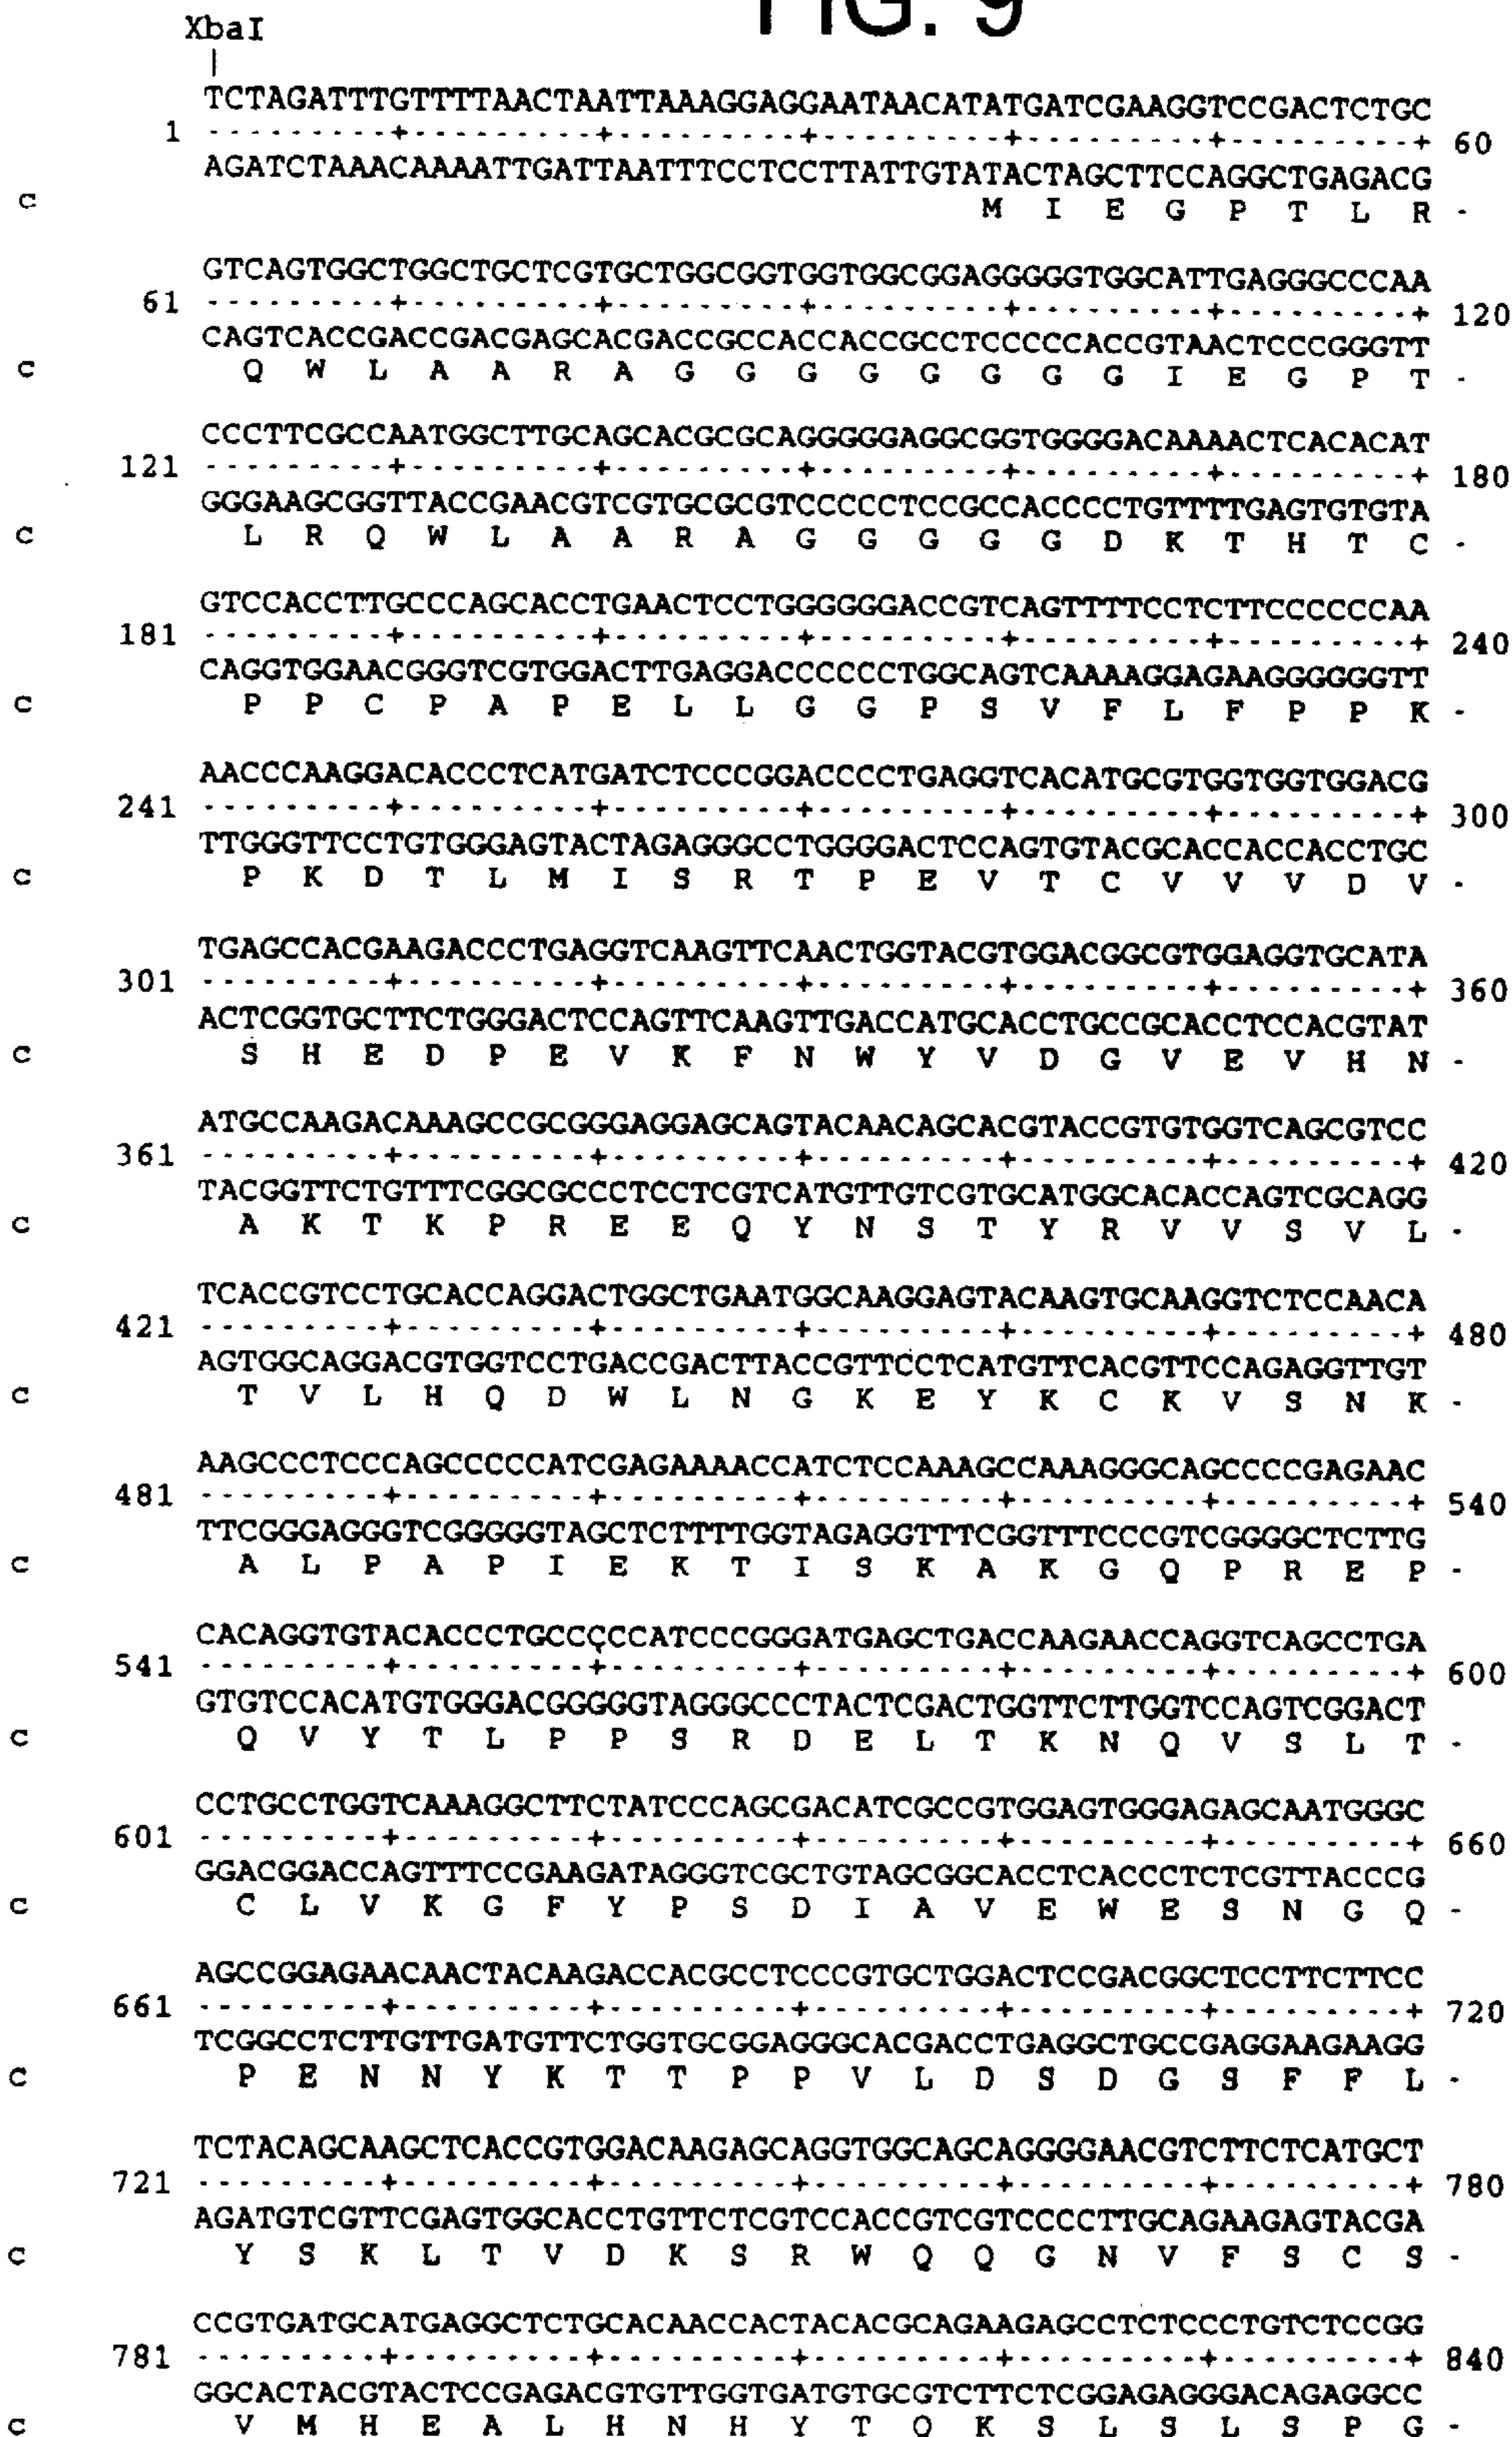 FIG. 9
XbaI
|
TCTAGATTTGTTTTAACTAATTAAAGGAGGAATAACATATGATCGAAGGTCCGACTCTGC
1 ---------+---------+---------+---------+---------+---------+ 60
AGATCTAAACAAAATTGATTAATTTCCTCCTTATTGTATACTAGCTTCCAGGCTGAGACG
c M I E G P T L R -
GTCAGTGGCTGGCTGCTCGTGCTGGCGGTGGTGGCGGAGGGGGTGGCATTGAGGGCCCAA
61 ---------+---------+---------+---------+---------+---------+ 120
CAGTCACCGACCGACGAGCACGACCGCCACCACCGCCTCCCCCACCGTAACTCCCGGGTT
c Q W L A A R A G G G G G G G G I E G P T -
CCCTTCGCCAATGGCTTGCAGCACGCGCAGGGGGAGGCGGTGGGGACAAAACTCACACAT
121 ---------+---------+---------+---------+---------+---------+ 180
GGGAAGCGGTTACCGAACGTCGTGCGCGTCCCCCTCCGCCACCCCTGTTTTGAGTGTGTA
c L R Q W L A A R A G G G G G D K T H T C -
GTCCACCTTGCCCAGCACCTGAACTCCTGGGGGGACCGTCAGTTTTCCTCTTCCCCCCAA
181 ---------+---------+---------+---------+---------+---------+ 240
CAGGTGGAACGGGTCGTGGACTTGAGGACCCCCCTGGCAGTCAAAAGGAGAAGGGGGGTT
c P P C P A P E L L G G P S V F L F P P K -
AACCCAAGGACACCCTCATGATCTCCCGGACCCCTGAGGTCACATGCGTGGTGGTGGACG
241 ---------+---------+---------+---------+---------+---------+ 300
TTGGGTTCCTGTGGGAGTACTAGAGGGCCTGGGGACTCCAGTGTACGCACCACCACCTGC
c P K D T L M I S R T P E V T C V V V D V -
TGAGCCACGAAGACCCTGAGGTCAAGTTCAACTGGTACGTGGACGGCGTGGAGGTGCATA
301 ---------+---------+---------+---------+---------+---------+ 360
ACTCGGTGCTTCTGGGACTCCAGTTCAAGTTGACCATGCACCTGCCGCACCTCCACGTAT
c S H E D P E V K F N W Y V D G V E V H N -
ATGCCAAGACAAAGCCGCGGGAGGAGCAGTACAACAGCACGTACCGTGTGGTCAGCGTCC
361 ---------+---------+---------+---------+---------+---------+ 420
TACGGTTCTGTTTCGGCGCCCTCCTCGTCATGTTGTCGTGCATGGCACACCAGTCGCAGG
c A K T K P R E E Q Y N S T Y R V V S V L -
TCACCGTCCTGCACCAGGACTGGCTGAATGGCAAGGAGTACAAGTGCAAGGTCTCCAACA
421 ---------+---------+---------+---------+---------+---------+ 480
AGTGGCAGGACGTGGTCCTGACCGACTTACCGTTCCTCATGTTCACGTTCCAGAGGTTGT
c T V L H Q D W L N G K E Y K C K V S N K -
AAGCCCTCCCAGCCCCCATCGAGAAAACCATCTCCAAAGCCAAAGGGCAGCCCCGAGAAC
481 ---------+---------+---------+---------+---------+---------+ 540
TTCGGGAGGGTCGGGGGTAGCTCTTTTGGTAGAGGTTTCGGTTTCCCGTCGGGGCTCTTG
c A L P A P I E K T I S K A K G Q P R E P -
CACAGGTGTACACCCTGCCCCCATCCCGGGATGAGCTGACCAAGAACCAGGTCAGCCTGA
541 ---------+---------+---------+---------+---------+---------+ 600
GTGTCCACATGTGGGACGGGGGTAGGGCCCTACTCGACTGGTTCTTGGTCCAGTCGGACT
c Q V Y T L P P S R D E L T K N Q V S L T -
CCTGCCTGGTCAAAGGCTTCTATCCCAGCGACATCGCCGTGGAGTGGGAGAGCAATGGGC
601 ---------+---------+---------+---------+---------+---------+ 660
GGACGGACCAGTTTCCGAAGATAGGGTCGCTGTAGCGGCACCTCACCCTCTCGTTACCCG
c C L V K G F Y P S D I A V E W E S N G Q -
AGCCGGAGAACAACTACAAGACCACGCCTCCCGTGCTGGACTCCGACGGCTCCTTCTTCC
661 ---------+---------+---------+---------+---------+---------+ 720
TCGGCCTCTTGTTGATGTTCTGGTGCGGAGGGCACGACCTGAGGCTGCCGAGGAAGAAGG
c P E N N Y K T T P P V L D S D G S F F L -
TCTACAGCAAGCTCACCGTGGACAAGAGCAGGTGGCAGCAGGGGAACGTCTTCTCATGCT
721 ---------+---------+---------+---------+---------+---------+ 780
AGATGTCGTTCGAGTGGCACCTGTTCTCGTCCACCGTCGTCCCCTTGCAGAAGAGTACGA
c Y S K L T V D K S R W Q Q G N V F S C S -
CCGTGATGCATGAGGCTCTGCACAACCACTACACGCAGAAGAGCCTCTCCCTGTCTCCGG
781 ---------+---------+---------+---------+---------+---------+ 840
GGCACTACGTACTCCGAGACGTGTTGGTGATGTGCGTCTTCTCGGAGAGGGACAGAGGCC
c V M H E A L H N H Y T Q K S L S L S P G -